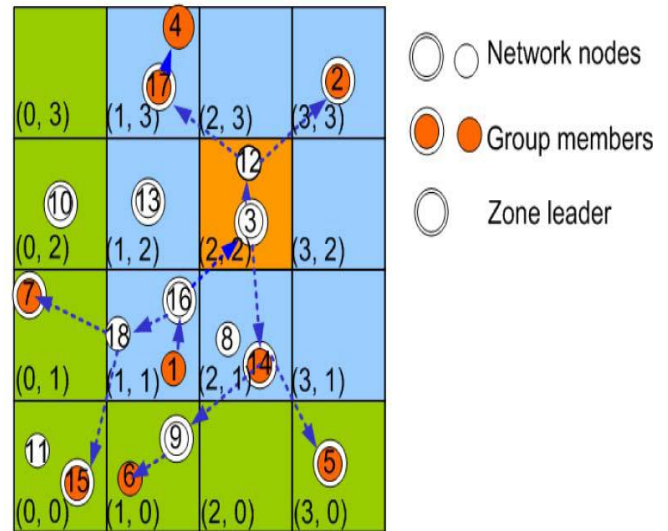 4
17
2
(0, 3) (1, 3) (2, 3) (3, 3)
12
10
13
3
(0, 2) (1, 2) (2, 2) (3, 2)
7
16
18
8
1
14
(0, 1) (1, 1) (2, 1) (3, 1)
9
11
15
6
5
(0, 0) (1, 0) (2, 0) (3, 0)
Network nodes
Group members
Zone leader